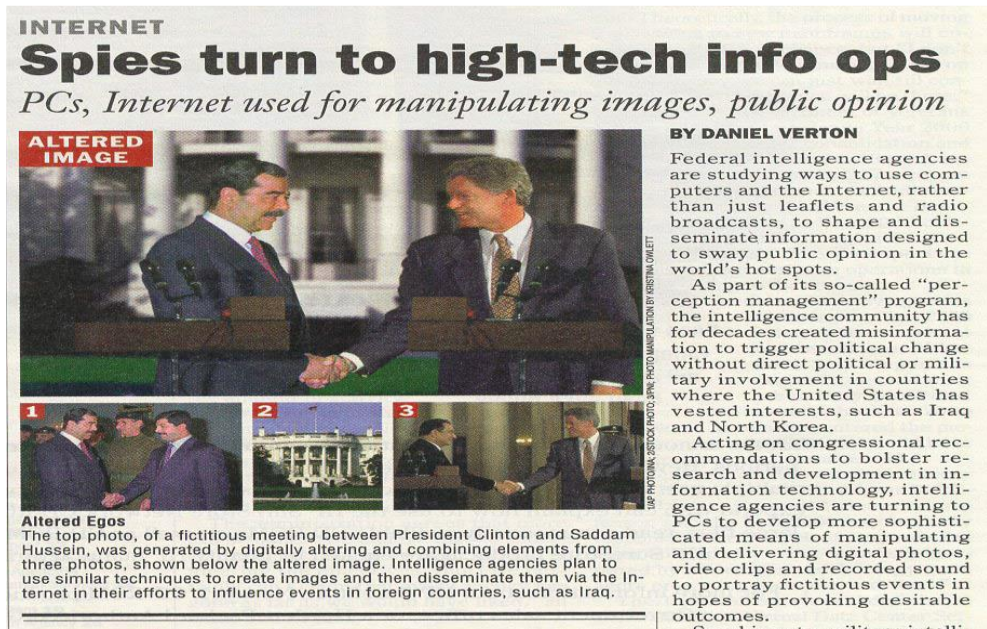 INTERNET
Spies turn to high-tech info ops
PCs, Internet used for manipulating images, public opinion
ALTERED
IMAGE
1
2
3
1/AP PHOTO/INA; 2/STOCK PHOTO; 3/PNI; PHOTO MANIPULATION BY KRISTINA OWLETT
Altered Egos
The top photo, of a fictitious meeting between President Clinton and Saddam
Hussein, was generated by digitally altering and combining elements from
three photos, shown below the altered image. Intelligence agencies plan to
use similar techniques to create images and then disseminate them via the In-
ternet in their efforts to influence events in foreign countries, such as Iraq.
BY DANIEL VERTON
Federal intelligence agencies
are studying ways to use com-
puters and the Internet, rather
than just leaflets and radio
broadcasts, to shape and dis-
seminate information designed
to sway public opinion in the
world's hot spots.
As part of its so-called "per-
ception management" program,
the intelligence community has
for decades created misinforma-
tion to trigger political change
without direct political or mili-
tary involvement in countries
where the United States has
vested interests, such as Iraq
and North Korea.
Acting on congressional rec-
ommendations to bolster re-
search and development in in-
formation technology, intelli-
gence agencies are turning to
PCs to develop more sophisti-
cated means of manipulating
and delivering digital photos,
video clips and recorded sound
to portray fictitious events in
hopes of provoking desirable
outcomes.